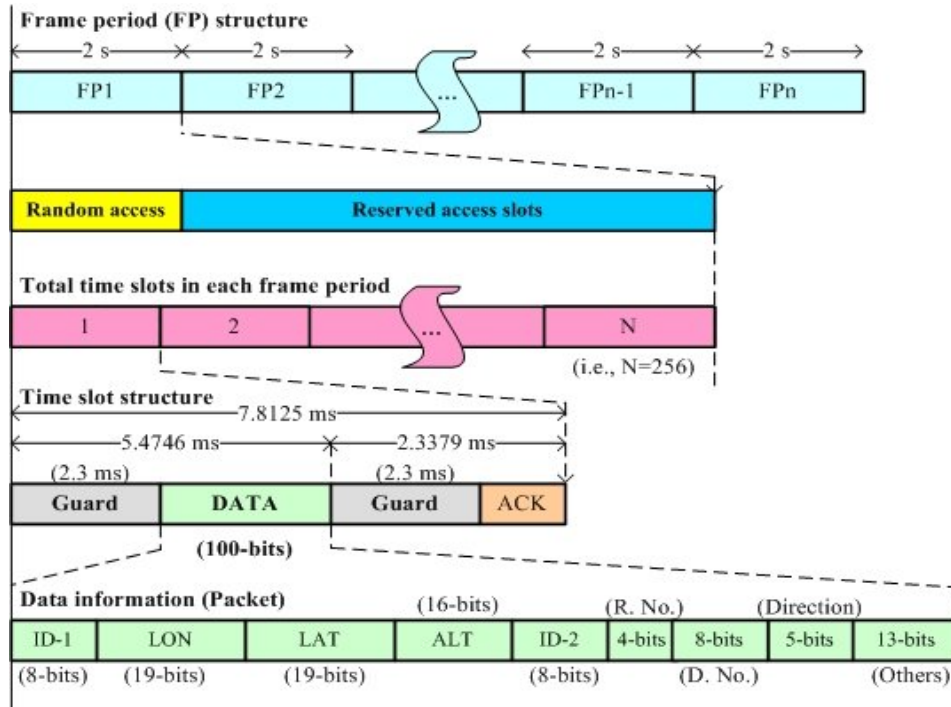 Frame period (FP) structure
2 s 2 s 2 s 2 s
FP1 FP2 ... FPn-1 FPn
Random access Reserved access slots
Total time slots in each frame period
1 2 ... N
(i.e., N=256)
Time slot structure
7.8125 ms
5.4746 ms 2.3379 ms
(2.3 ms) (2.3 ms)
Guard DATA Guard ACK
(100-bits)
Data information (Packet) (16-bits) (R. No.) (Direction)
ID-1 LON LAT ALT ID-2 4-bits 8-bits 5-bits 13-bits
(8-bits) (19-bits) (19-bits) (8-bits) (D. No.) (Others)